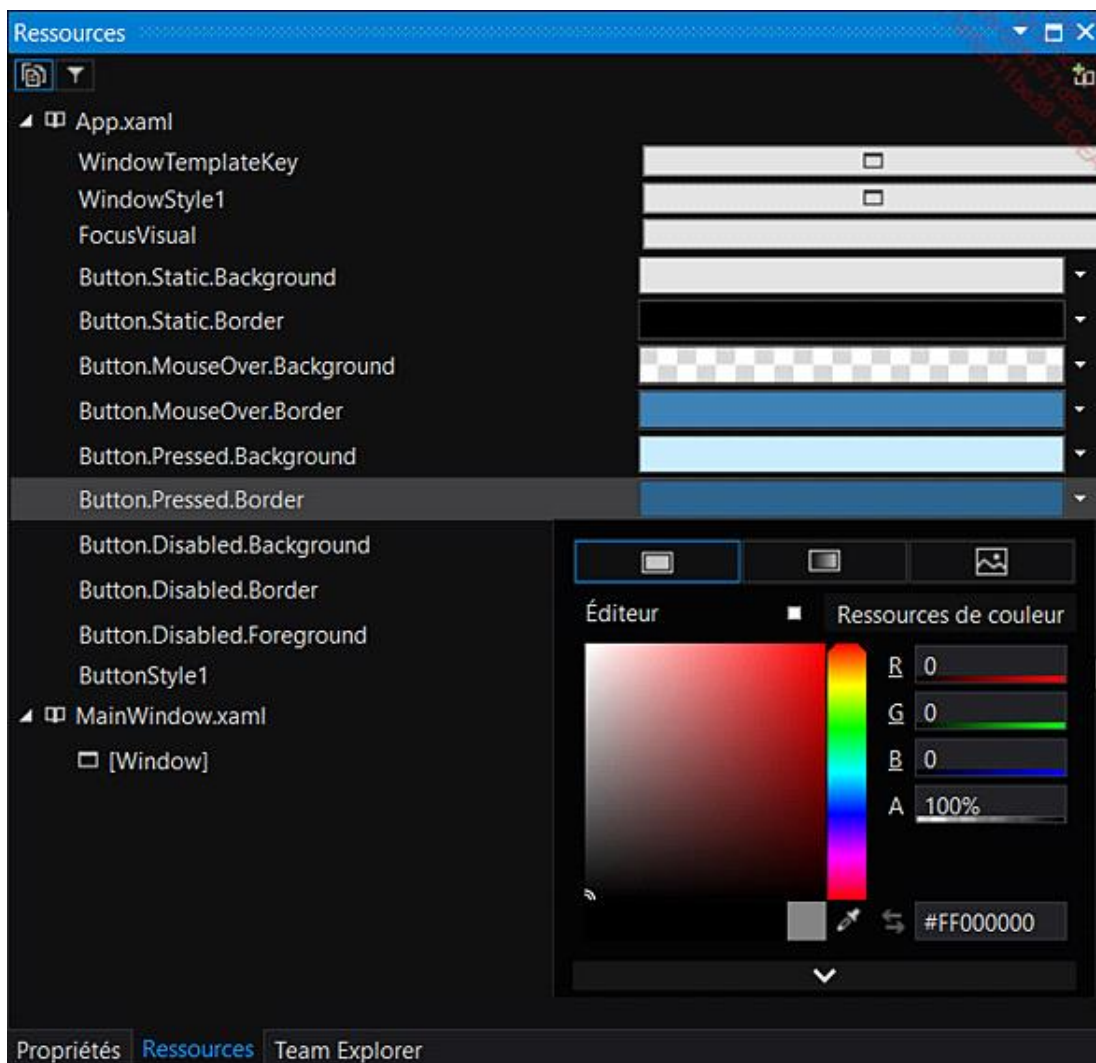 Ressources
App.xaml
WindowTemplateKey
WindowStyle1
FocusVisual
Button.Static.Background
Button.Static.Border
Button.MouseOver.Background
Button.MouseOver.Border
Button.Pressed.Background
Button.Pressed.Border
Button.Disabled.Background
Button.Disabled.Border
Button.Disabled.Foreground
ButtonStyle1
MainWindow.xaml
[Window]
Éditeur Ressources de couleur
R 0
G 0
B 0
A 100%
#FF000000
Propriétés Ressources Team Explorer